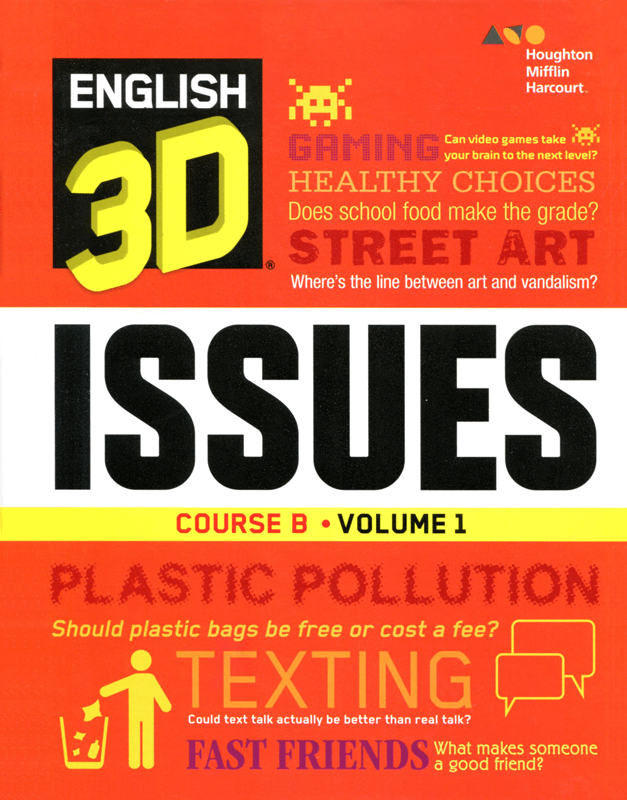 Houghton
Mifflin
Harcourt™
ENGLISH
3D®
GAMING
Can video games take
your brain to the next level?
HEALTHY CHOICES
Does school food make the grade?
STREET ART
Where's the line between art and vandalism?
ISSUES
COURSE B • VOLUME 1
PLASTIC POLLUTION
Should plastic bags be free or cost a fee?
TEXTING
Could text talk actually be better than real talk?
FAST FRIENDS
What makes someone
a good friend?